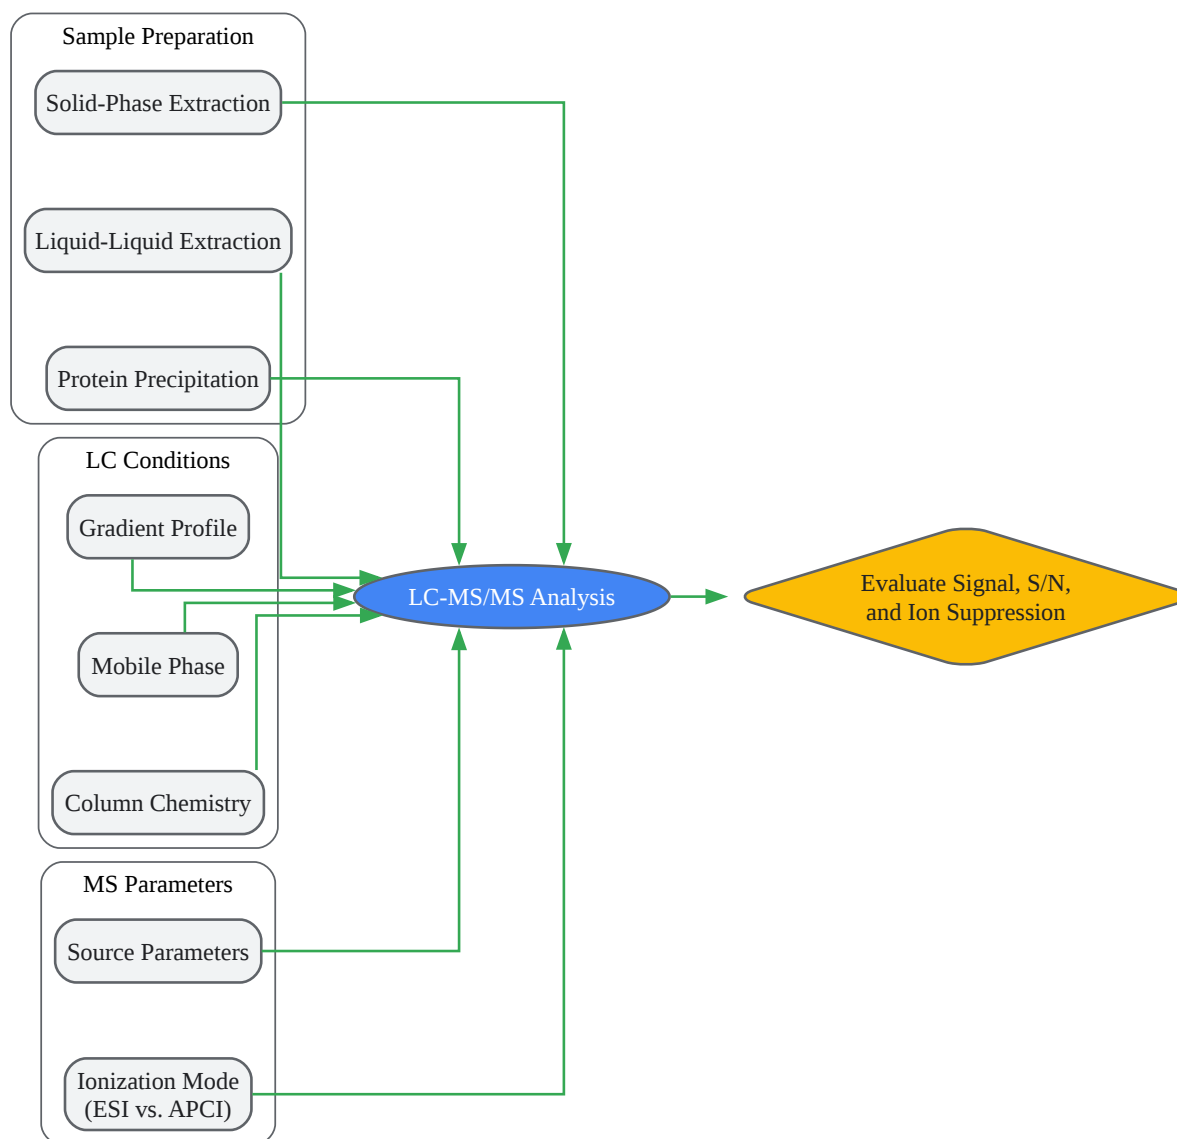 Sample Preparation
Solid-Phase Extraction
Liquid-Liquid Extraction
Protein Precipitation
LC Conditions
Gradient Profile
Mobile Phase
Column Chemistry
MS Parameters
Source Parameters
Ionization Mode
(ESI vs. APCI)
LC-MS/MS Analysis
Evaluate Signal, S/N,
and Ion Suppression